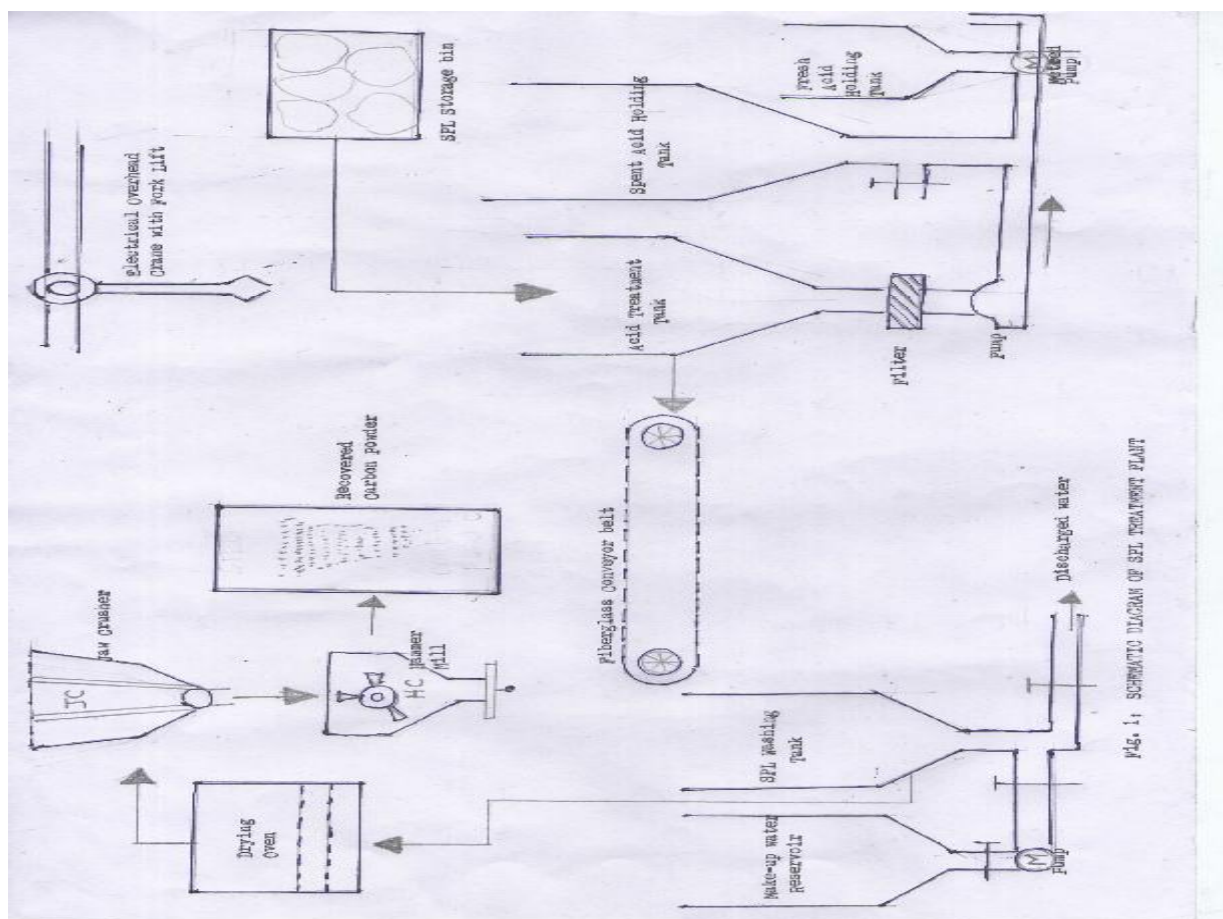 Electrical Overhead
Crane with Fork Lift
SPL Storage bin
JC
Jaw Crusher
HC
Hammer
Mill
Recovered
Carbon Powder
Drying
Oven
Fiberglass Conveyor belt
Acid Treatment
Tank
Spent Acid Holding
Tank
Fresh
Acid
Holding
Tank
M
Pump
Filter
Pump
Make-up water
Reservoir
SPL Washing
Tank
M
Pump
Discharged water
Fig. 1: SCHEMATIC DIAGRAM OF SPL TREATMENT PLANT